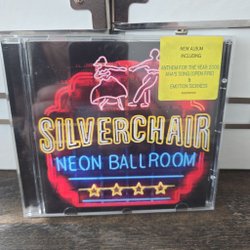 SILVERCHAIR
NEON BALLROOM
NEW ALBUM
INCLUDING
ANTHEM FOR THE YEAR 2000
ANA'S SONG (OPEN FIRE)
&
EMOTION SICKNESS